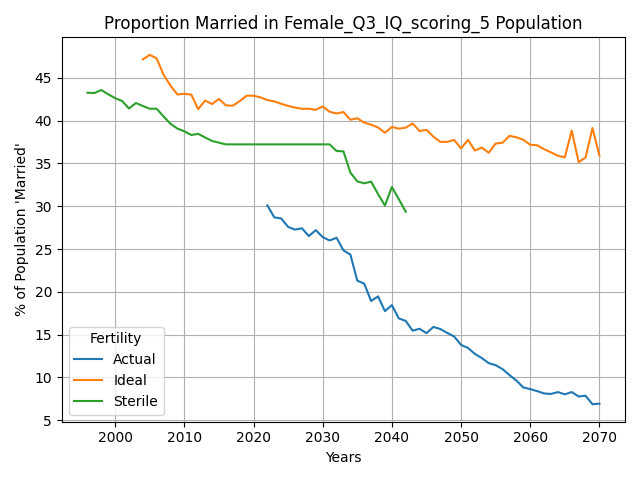 Proportion Married in Female_Q3_IQ_scoring_5 Population
% of Population 'Married'
45
40
35
30
25
20
15
10
5
Fertility
Actual
Ideal
Sterile
2000 2010 2020 2030 2040 2050 2060 2070
Years